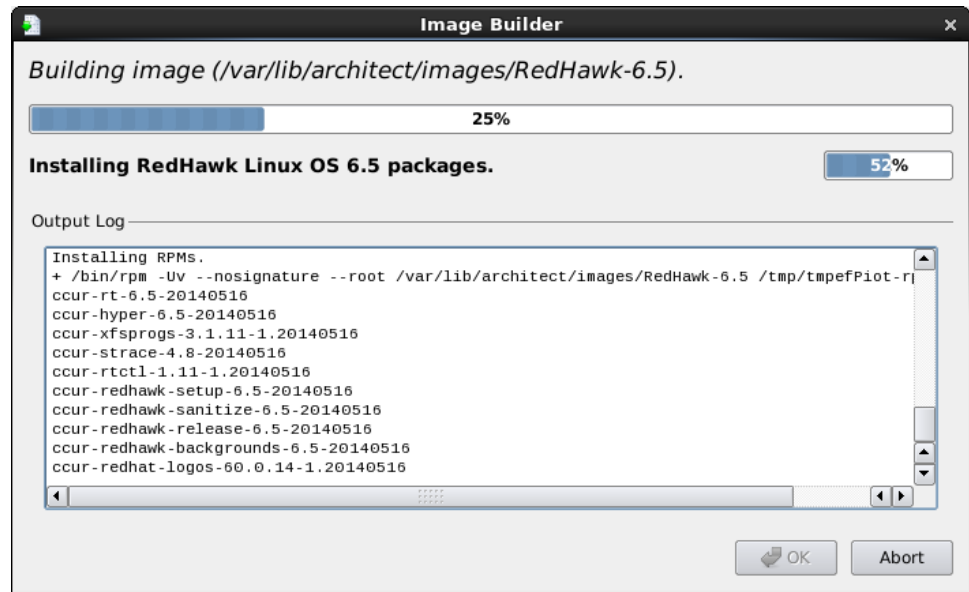 Image Builder
Building image (/var/lib/architect/images/RedHawk-6.5).
25%
Installing RedHawk Linux OS 6.5 packages.
52%
Output Log
Installing RPMs.
+ /bin/rpm -Uv --nosignature --root /var/lib/architect/images/RedHawk-6.5 /tmp/tmpefPiot-r
ccur-rt-6.5-20140516
ccur-hyper-6.5-20140516
ccur-xfsprogs-3.1.11-1.20140516
ccur-strace-4.8-20140516
ccur-rtctl-1.11-1.20140516
ccur-redhawk-setup-6.5-20140516
ccur-redhawk-sanitize-6.5-20140516
ccur-redhawk-release-6.5-20140516
ccur-redhawk-backgrounds-6.5-20140516
ccur-redhat-logos-60.0.14-1.20140516
OK
Abort